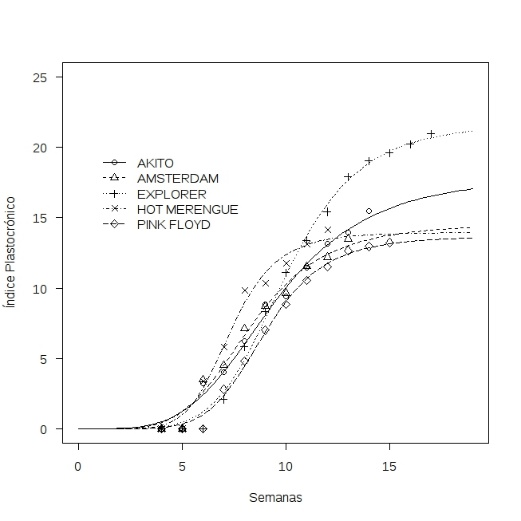 25
20
15
10
5
0
Índice Plastocrónico
AKITO
AMSTERDAM
EXPLORER
HOT MERENGUE
PINK FLOYD
0 5 10 15
Semanas